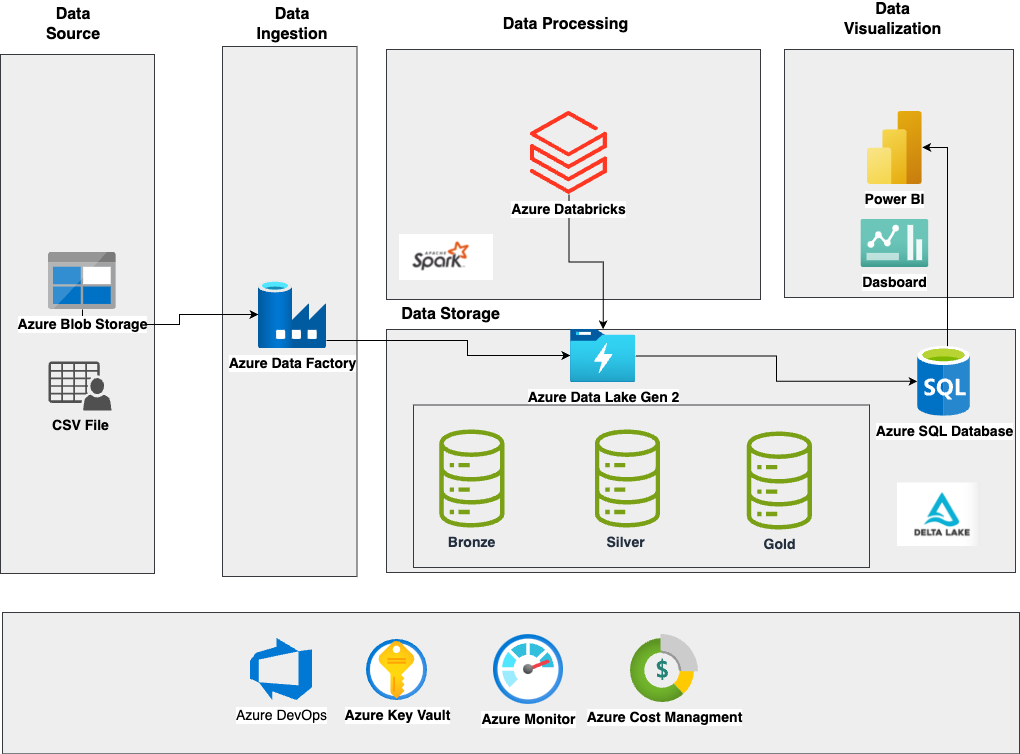 Data
Source
Data
Ingestion
Data Processing
Data
Visualization
Azure Databricks
APACHE
Spark
Power BI
Dasboard
Azure Blob Storage
CSV File
Azure Data Factory
Data Storage
Azure Data Lake Gen 2
SQL
Azure SQL Database
Bronze
Silver
Gold
DELTA LAKE
$
Azure DevOps
Azure Key Vault
Azure Monitor
Azure Cost Managment